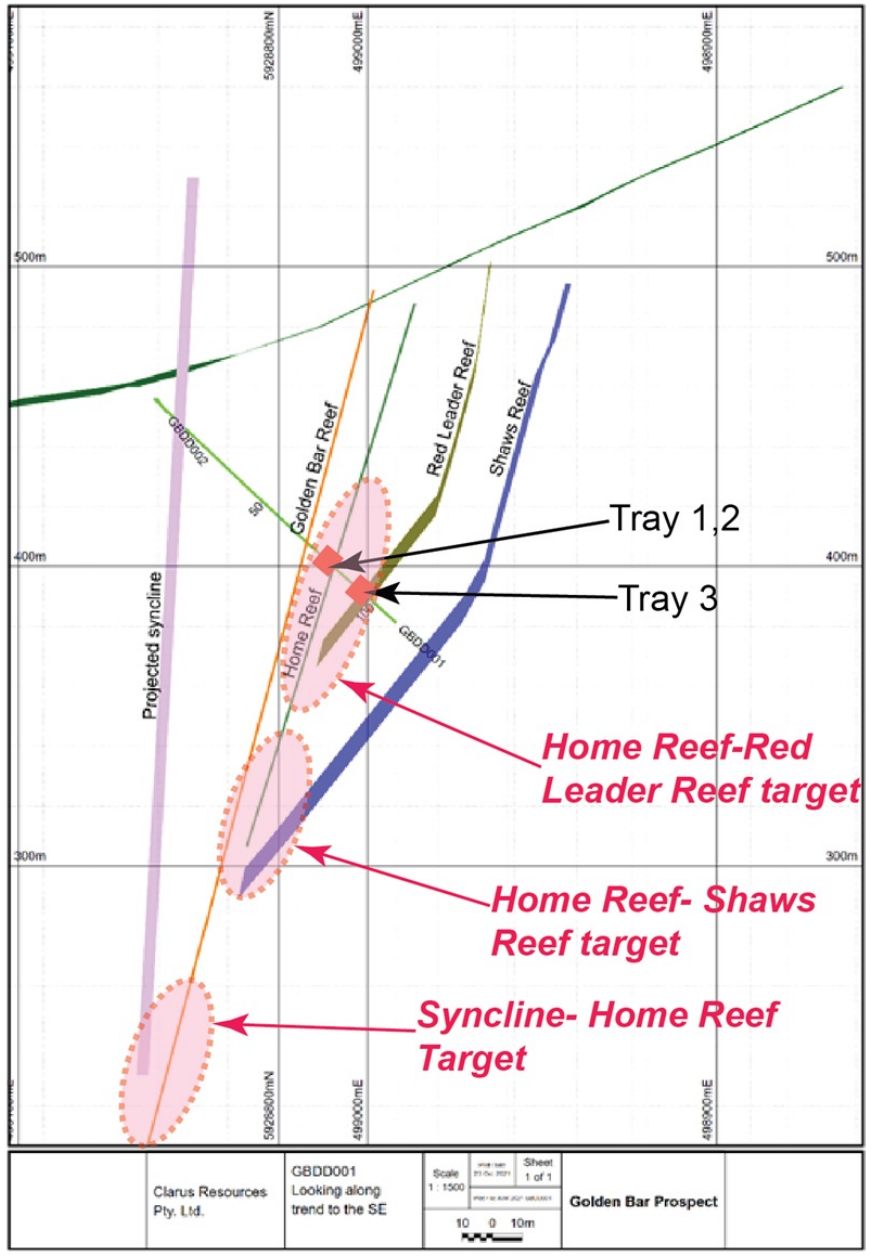 5928800mN
499000mE
498900mE
500m
500m
Golden Bar Reef
Red Leader Reef
Shaws Reef
GBDD002
50
Tray 1,2
400m
400m
Tray 3
Home Reef
100
GBDD001
Projected syncline
Home Reef-Red
Leader Reef target
300m
300m
Home Reef- Shaws
Reef target
Syncline- Home Reef
Target
5928800mN
499000mE
498900mE
Clarus Resources
Pty. Ltd.
GBDD001
Looking along
trend to the SE
Scale
1 : 1500
Sheet
1 of 1
10 0 10m
Golden Bar Prospect